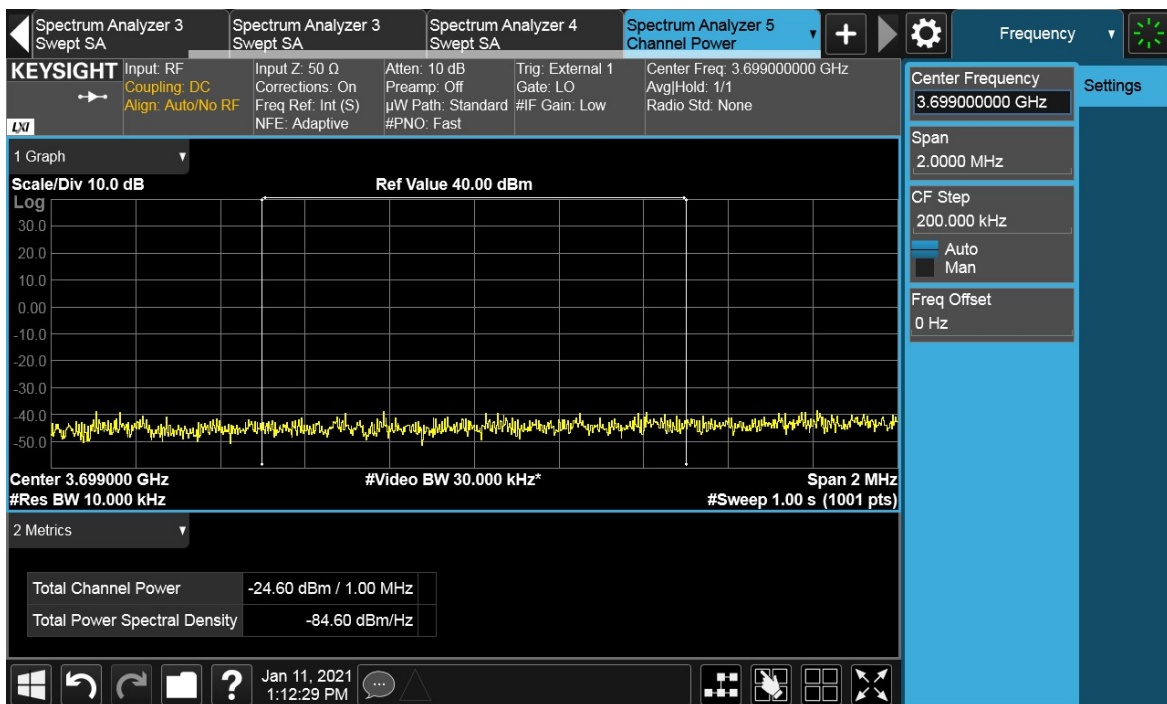 Spectrum Analyzer 3
Swept SA
Spectrum Analyzer 3
Swept SA
Spectrum Analyzer 4
Swept SA
Spectrum Analyzer 5
Channel Power
Frequency
KEYSIGHT
LXI
Input: RF
Coupling: DC
Align: Auto/No RF
Input Z: 50 Ω
Corrections: On
Freq Ref: Int (S)
NFE: Adaptive
Atten: 10 dB
Preamp: Off
µW Path: Standard
#PNO: Fast
Trig: External 1
Gate: LO
#IF Gain: Low
Center Freq: 3.699000000 GHz
Avg|Hold: 1/1
Radio Std: None
1 Graph
Scale/Div 10.0 dB
Ref Value 40.00 dBm
Log
30.0
20.0
10.0
0.00
-10.0
-20.0
-30.0
-40.0
-50.0
Center 3.699000 GHz
#Video BW 30.000 kHz*
Span 2 MHz
#Res BW 10.000 kHz
#Sweep 1.00 s (1001 pts)
2 Metrics
Total Channel Power -24.60 dBm / 1.00 MHz
Total Power Spectral Density -84.60 dBm/Hz
?
Jan 11, 2021
1:12:29 PM
Center Frequency
3.699000000 GHz
Span
2.0000 MHz
CF Step
200.000 kHz
Auto
Man
Freq Offset
0 Hz
Settings